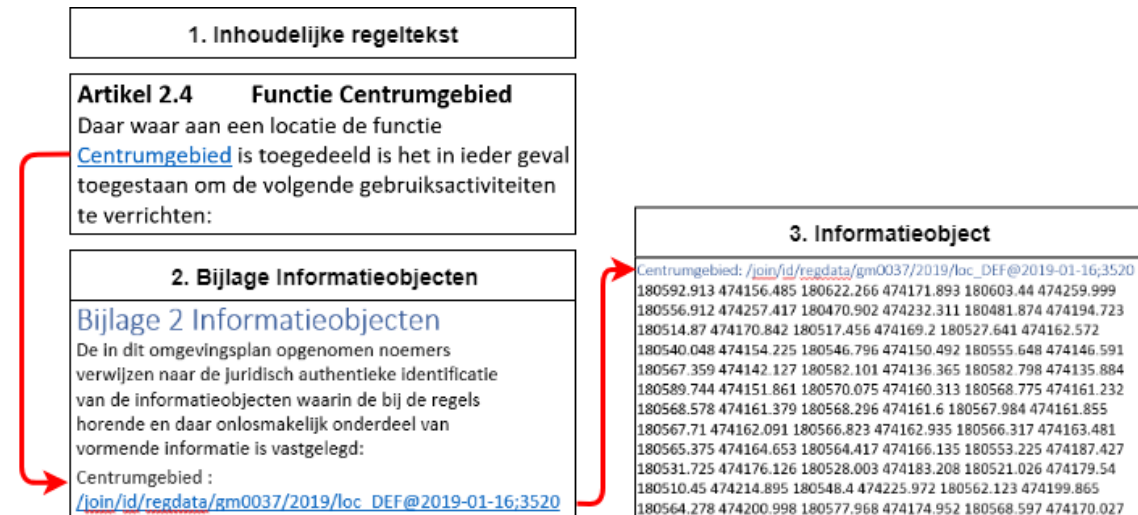 1. Inhoudelijke regeltekst
Artikel 2.4 Functie Centrumgebied
Daar waar aan een locatie de functie
Centrumgebied is toegedeeld is het in ieder geval
toegestaan om de volgende gebruiksactiviteiten
te verrichten:
2. Bijlage Informatieobjecten
Bijlage 2 Informatieobjecten
De in dit omgevingsplan opgenomen noemers
verwijzen naar de juridisch authentieke identificatie
van de informatieobjecten waarin de bij de regels
horende en daar onlosmakelijk onderdeel van
vormende informatie is vastgelegd:
Centrumgebied :
/join/id/regdata/gm0037/2019/loc_DEF@2019-01-16;3520
3. Informatieobject
Centrumgebied: /join/id/regdata/gm0037/2019/loc_DEF@2019-01-16;3520
180592.913 474156.485 180622.266 474171.893 180603.44 474259.999
180556.912 474257.417 180470.902 474232.311 180481.874 474194.723
180514.87 474170.842 180517.456 474169.2 180527.641 474162.572
180540.048 474154.225 180546.796 474150.492 180555.648 474146.591
180567.359 474142.127 180582.101 474136.365 180582.798 474135.884
180589.744 474151.861 180570.075 474160.313 180568.775 474161.232
180568.578 474161.379 180568.296 474161.6 180567.984 474161.855
180567.71 474162.091 180566.823 474162.935 180566.317 474163.481
180565.375 474164.653 180564.417 474166.135 180553.225 474187.427
180531.725 474176.126 180528.003 474183.208 180521.026 474179.54
180510.45 474214.895 180548.4 474225.972 180562.123 474199.865
180564.278 474200.998 180577.968 474174.952 180568.597 474170.027